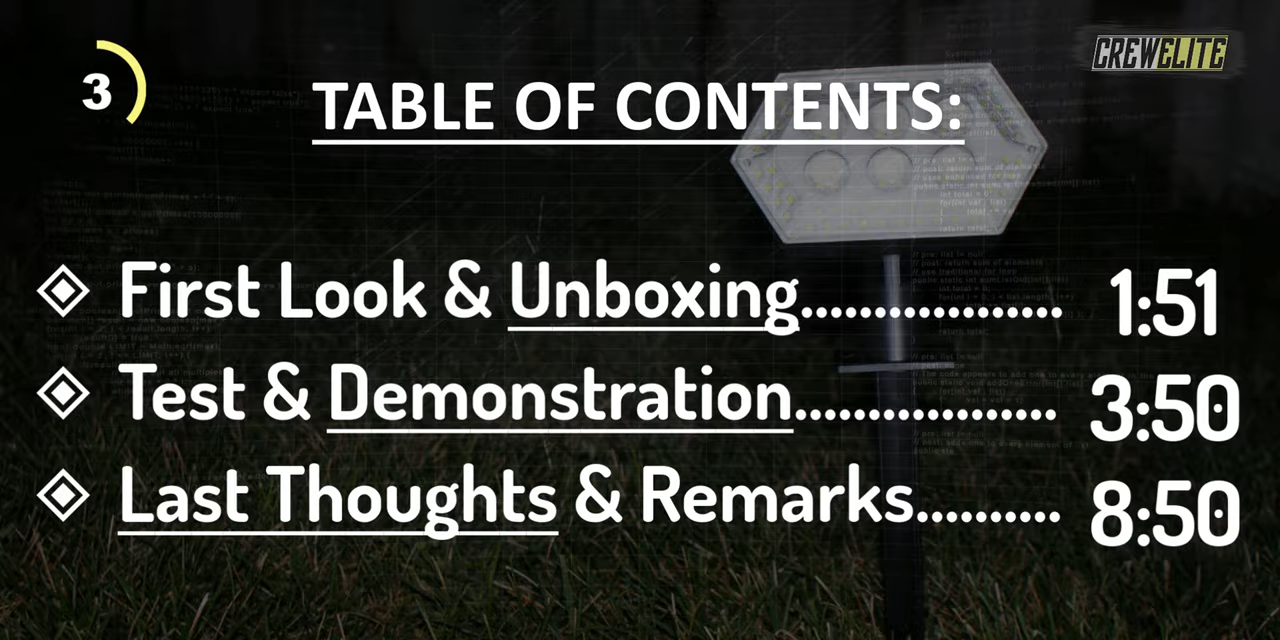 3
CREWELITE
TABLE OF CONTENTS:
First Look & Unboxing.................. 1:51
Test & Demonstration.................. 3:50
Last Thoughts & Remarks.......... 8:50